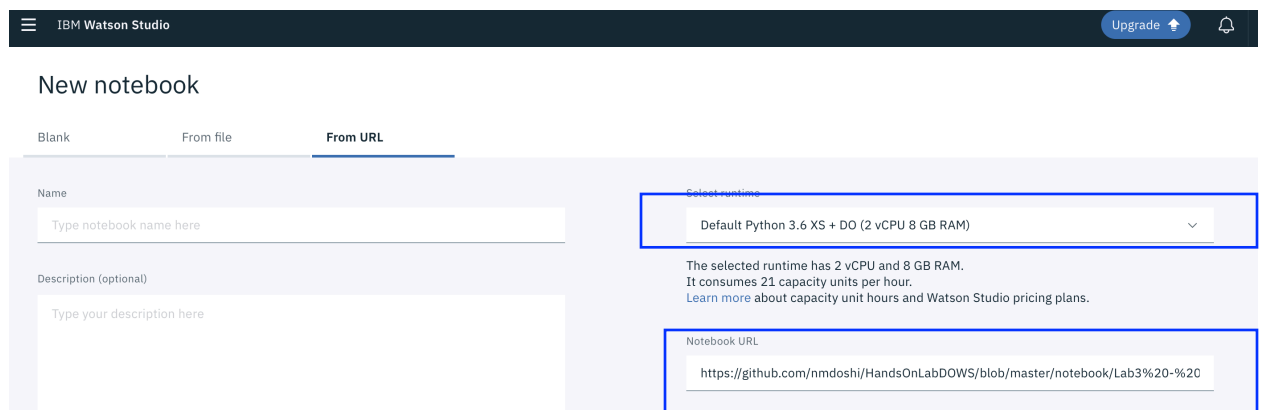 IBM Watson Studio
Upgrade
New notebook
Blank
From file
From URL
Name
Type notebook name here
Description (optional)
Type your description here
Select runtime
Default Python 3.6 XS + DO (2 vCPU 8 GB RAM)
The selected runtime has 2 vCPU and 8 GB RAM.
It consumes 21 capacity units per hour.
Learn more about capacity unit hours and Watson Studio pricing plans.
Notebook URL
https://github.com/nmdoshi/HandsOnLabDOWS/blob/master/notebook/Lab3%20-%20